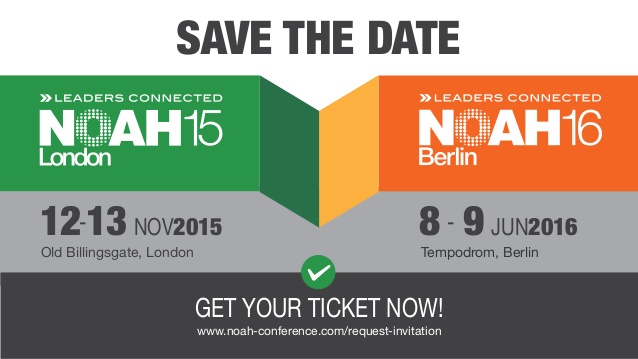 SAVE THE DATE
LEADERS CONNECTED
NOAH15
London
12-13 NOV2015
Old Billingsgate, London
LEADERS CONNECTED
NOAH16
Berlin
8 - 9 JUN2016
Tempodrom, Berlin
GET YOUR TICKET NOW!
www.noah-conference.com/request-invitation